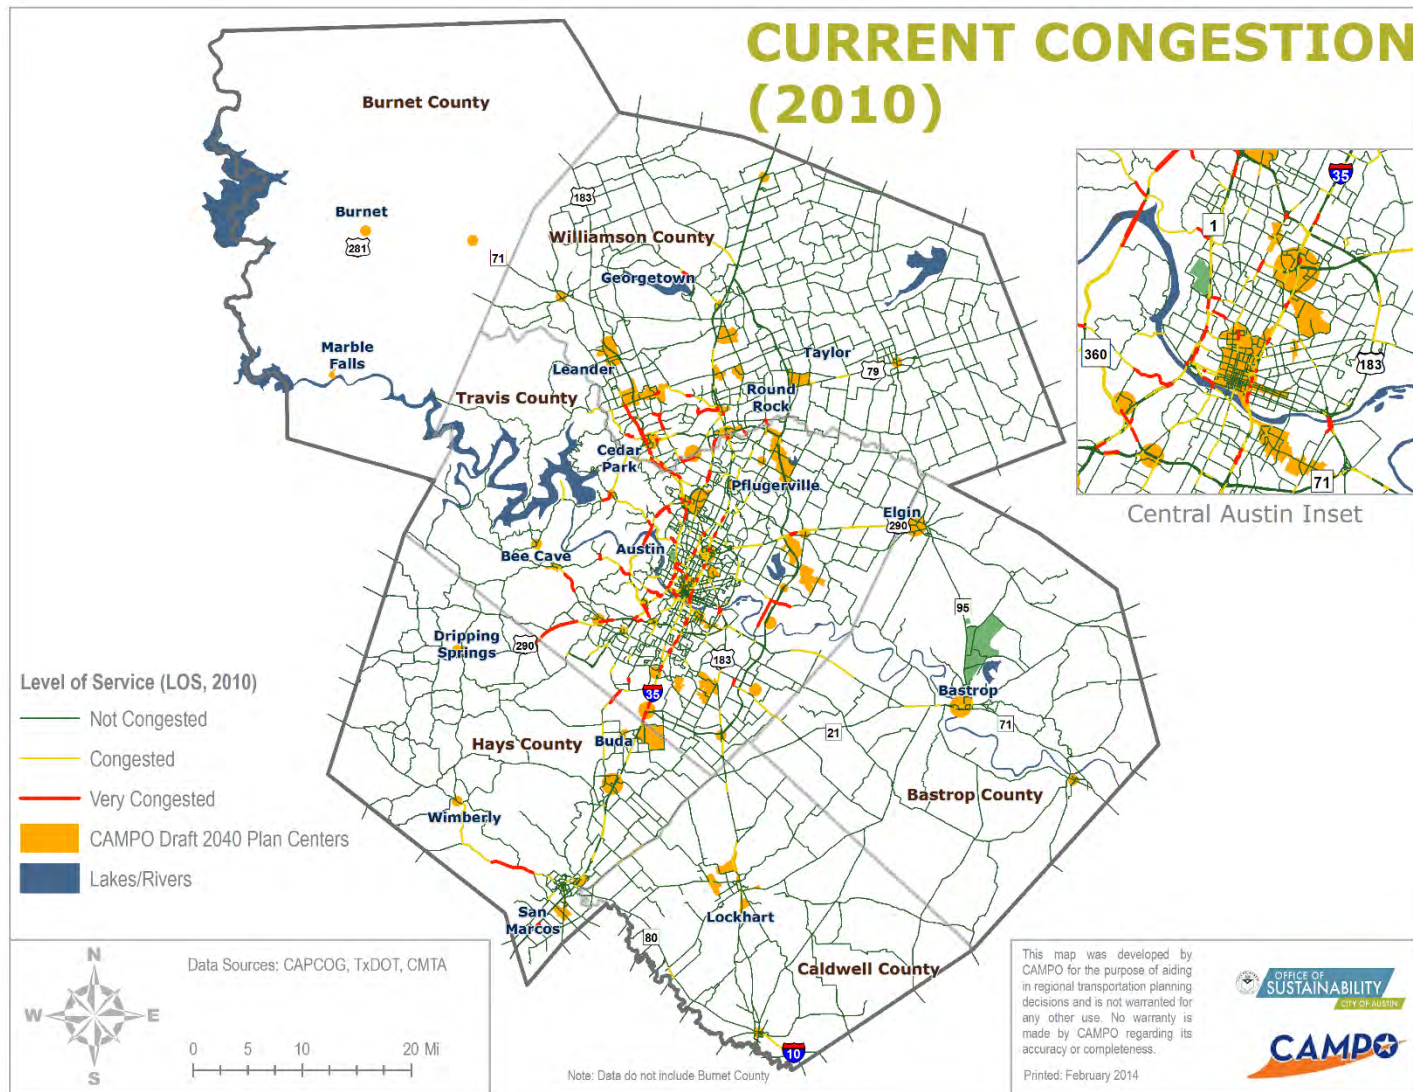 CURRENT CONGESTION
(2010)
Burnet County
183
Burnet
281
71
Williamson County
Georgetown
Marble
Falls
Leander
Taylor
79
Travis County
Round
Rock
Cedar
Park
Pflugerville
Elgin
290
Bee Cave
Austin
95
Dripping
Springs
290
183
35
Bastrop
71
21
Hays County
Buda
Bastrop County
Wimberly
San
Marcos
Lockhart
80
Caldwell County
10
35
1
360
183
71
Central Austin Inset
Level of Service (LOS, 2010)
Not Congested
Congested
Very Congested
CAMPO Draft 2040 Plan Centers
Lakes/Rivers
N
W E
S
Data Sources: CAPCOG, TxDOT, CMTA
0 5 10 20 Mi
Note: Data do not include Burnet County
This map was developed by
CAMPO for the purpose of aiding
in regional transportation planning
decisions and is not warranted for
any other use. No warranty is
made by CAMPO regarding its
accuracy or completeness.
Printed: February 2014
OFFICE OF
SUSTAINABILITY
CITY OF AUSTIN
CAMPO